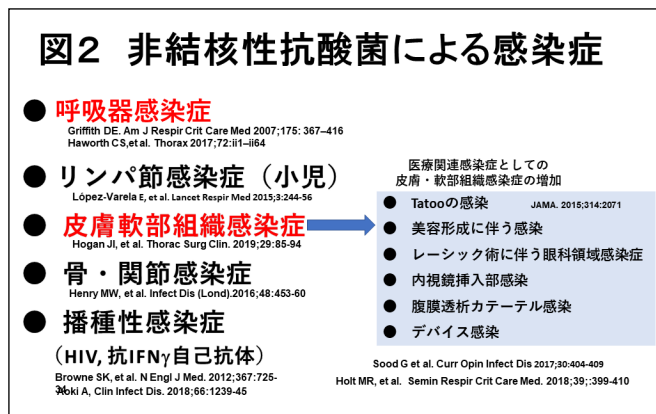 図2 非結核性抗酸菌による感染症
● 呼吸器感染症
Griffith DE. Am J Respir Crit Care Med 2007;175: 367–416
Haworth CS,et al. Thorax 2017;72:ii1–ii64
● リンパ節感染症（小児）
López-Varela E, et al. Lancet Respir Med 2015;3:244-56
● 皮膚軟部組織感染症
Hogan JI, et al. Thorac Surg Clin. 2019;29:85-94
● 骨・関節感染症
Henry MW, et al. Infect Dis (Lond).2016;48:453-60
● 播種性感染症
（HIV, 抗IFNγ自己抗体）
Browne SK, et al. N Engl J Med. 2012;367:725-
34
Aoki A, Clin Infect Dis. 2018;66:1239-45
医療関連感染症としての
皮膚・軟部組織感染症の増加
● Tatooの感染 JAMA. 2015;314:2071
● 美容形成に伴う感染
● レーシック術に伴う眼科領域感染症
● 内視鏡挿入部感染
● 腹膜透析カテーテル感染
● デバイス感染
Sood G et al. Curr Opin Infect Dis 2017;30:404-409
Holt MR, et al. Semin Respir Crit Care Med. 2018;39;:399-410